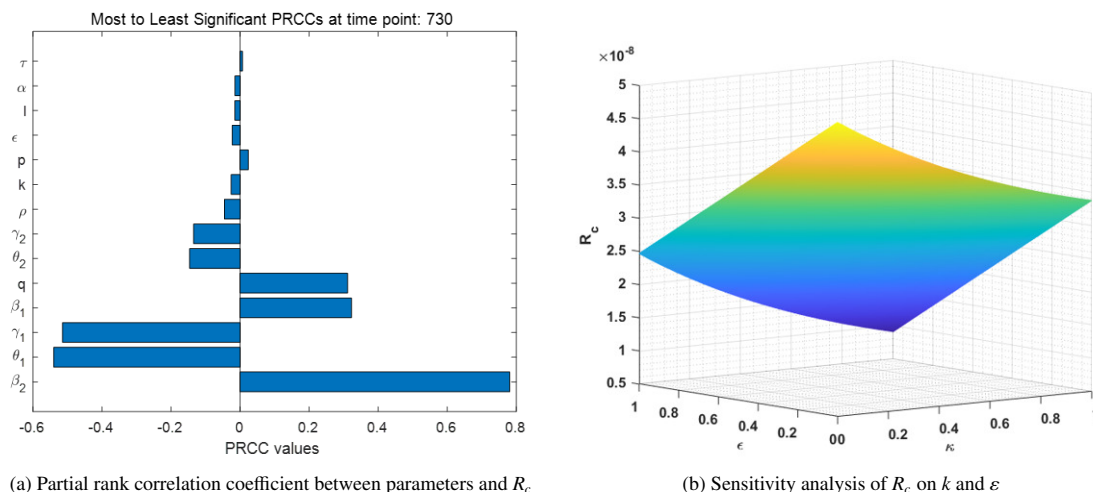 Most to Least Significant PRCCs at time point: 730
τ
α
l
ϵ
p
k
ρ
γ2
θ2
q
β1
γ1
θ1
β2
-0.6 -0.4 -0.2 0 0.2 0.4 0.6 0.8
PRCC values
(a) Partial rank correlation coefficient between parameters and Rc
×10-8
5
4.5
4
3.5
3
2.5
2
1.5
1
0.5
Rc
1 0.8 0.6 0.4 0.2 00 0.2 0.4 0.6 0.8
ϵ κ
(b) Sensitivity analysis of Rc on k and ε